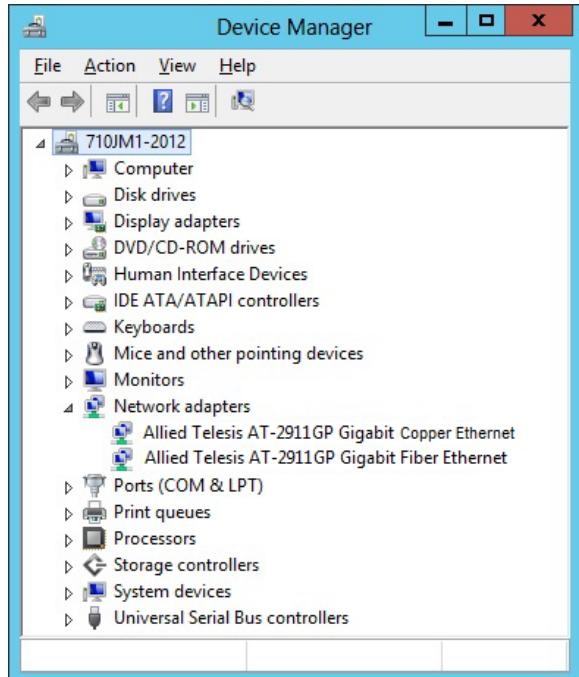 Device Manager
File Action View Help
710JM1-2012
Computer
Disk drives
Display adapters
DVD/CD-ROM drives
Human Interface Devices
IDE ATA/ATAPI controllers
Keyboards
Mice and other pointing devices
Monitors
Network adapters
Allied Telesis AT-2911GP Gigabit Copper Ethernet
Allied Telesis AT-2911GP Gigabit Fiber Ethernet
Ports (COM & LPT)
Print queues
Processors
Storage controllers
System devices
Universal Serial Bus controllers